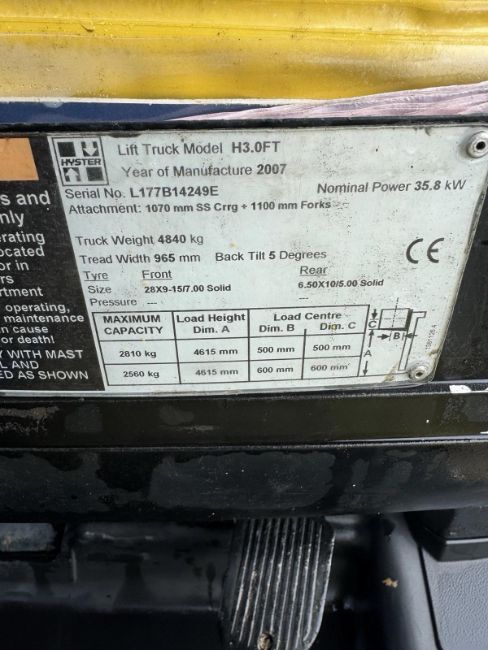 HYSTER
Lift Truck Model H3.0FT
Year of Manufacture 2007
Serial No. L177B14249E Nominal Power 35.8 kW
Attachment: 1070 mm SS Crrg + 1100 mm Forks
Truck Weight 4840 kg
Tread Width 965 mm Back Tilt 5 Degrees
CE
Tyre Front Rear
Size 28X9-15/7.00 Solid 6.50X10/5.00 Solid
Pressure --- ---
MAXIMUM CAPACITY Load Height Dim. A Load Centre Dim. B Dim. C
2810 kg 4615 mm 500 mm 500 mm
2560 kg 4615 mm 600 mm 600 mm
C
B
A
s and
nly
erating
ocated
or in
ers
artment
operating,
maintenance
n cause
or death!
Y WITH MAST
L AND
ED AS SHOWN